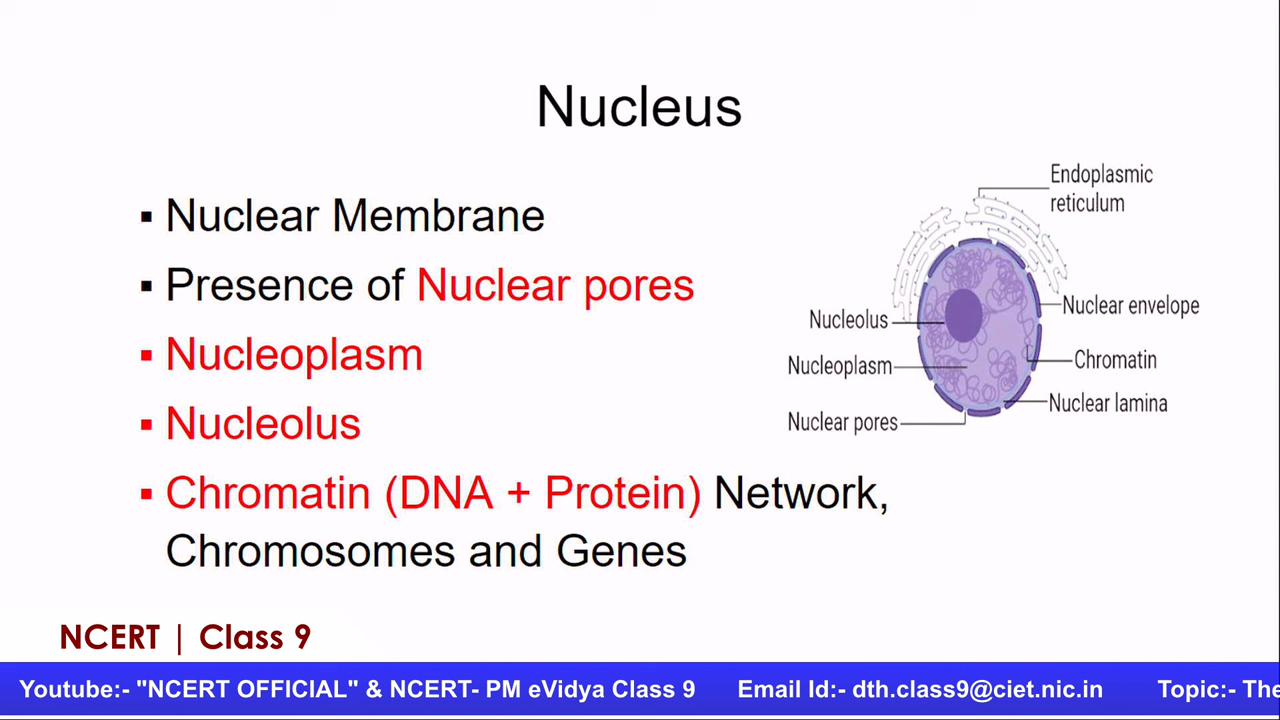 Nucleus
▪ Nuclear Membrane
▪ Presence of Nuclear pores
▪ Nucleoplasm
▪ Nucleolus
▪ Chromatin (DNA + Protein) Network,
Chromosomes and Genes
Endoplasmic
reticulum
Nucleolus
Nuclear envelope
Nucleoplasm
Chromatin
Nuclear lamina
Nuclear pores
NCERT | Class 9
Youtube:- "NCERT OFFICIAL" & NCERT- PM eVidya Class 9 Email Id:- dth.class9@ciet.nic.in Topic:- The